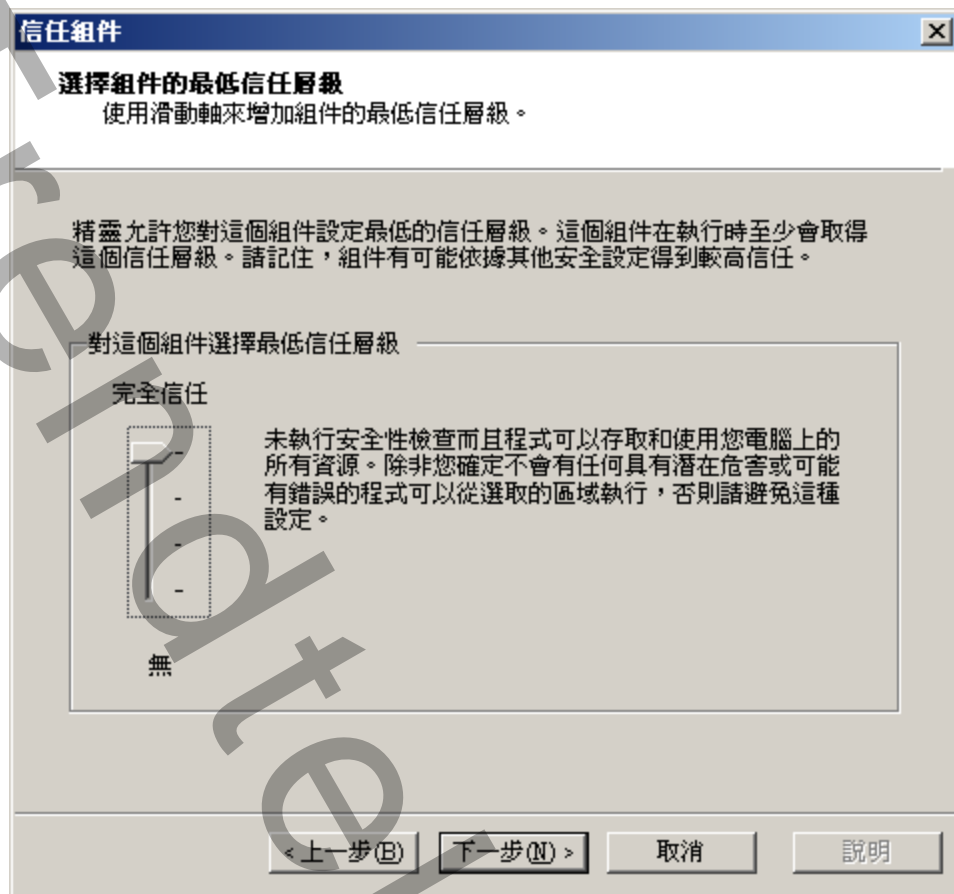 信任組件
選擇組件的最低信任層級
使用滑動軸來增加組件的最低信任層級。
精靈允許您對這個組件設定最低的信任層級。這個組件在執行時至少會取得
這個信任層級。請記住，組件有可能依據其他安全設定得到較高信任。
對這個組件選擇最低信任層級
完全信任
未執行安全性檢查而且程式可以存取和使用您電腦上的
所有資源。除非您確定不會有任何具有潛在危害或可能
有錯誤的程式可以從選取的區域執行，否則請避免這種
設定。
無
<上一步(B)
下一步(N) >
取消
說明
Trendte